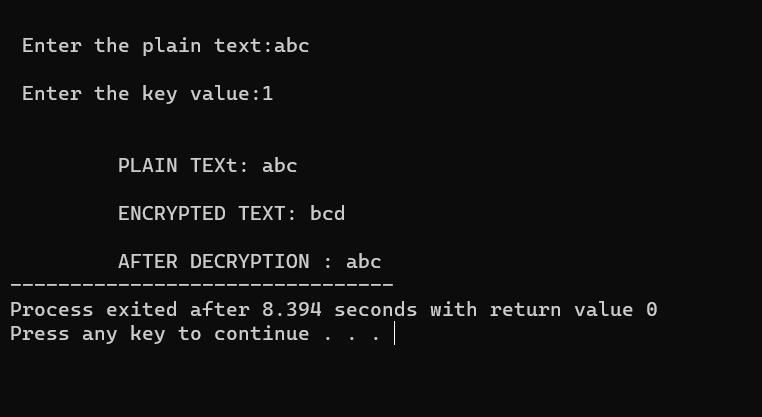 Enter the plain text:abc
Enter the key value:1
PLAIN TEXt: abc
ENCRYPTED TEXT: bcd
AFTER DECRYPTION : abc
--------------------------------
Process exited after 8.394 seconds with return value 0
Press any key to continue . . .